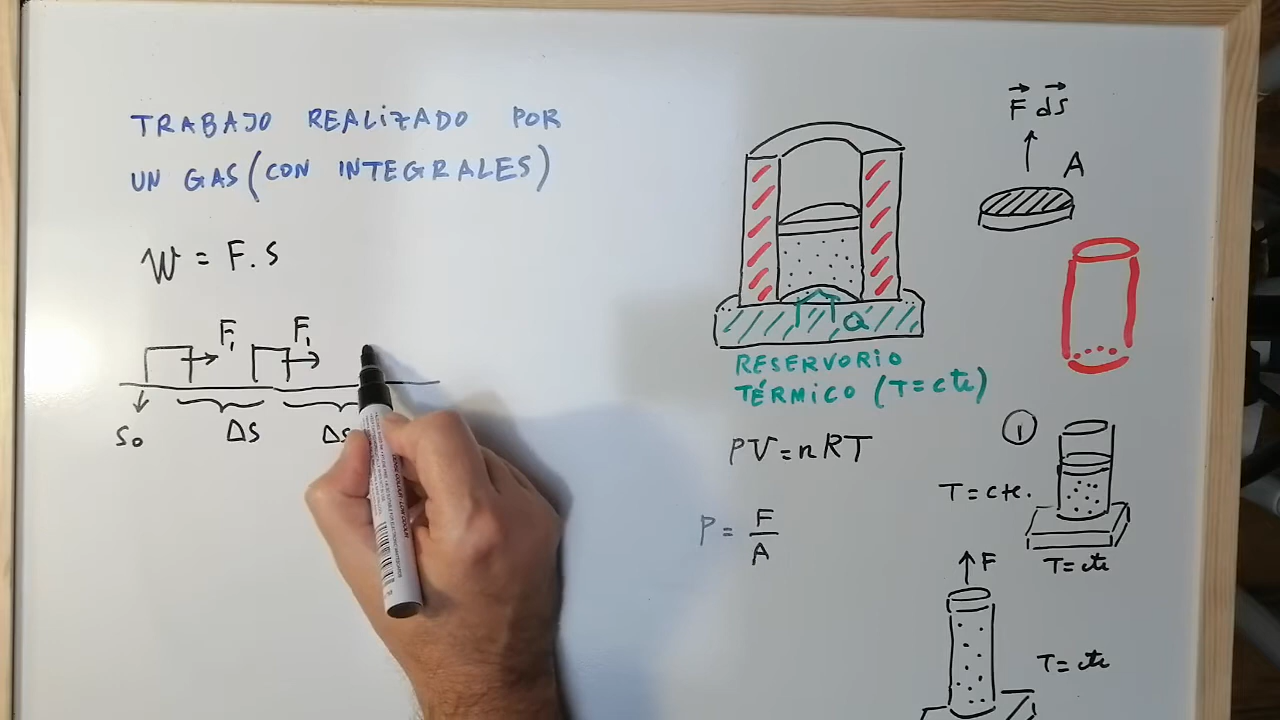 TRABAJO REALiZADO POR
UN GAS (CON INTEGRALES)
W = F. S
F₁ F₁
S₀ ΔS ΔS
F dS
A
Q
RESERVORIO
TÉRMiCO (T=cte)
PV=nRT
P = F/A
1
T=cte.
T=cte
F
T=cte